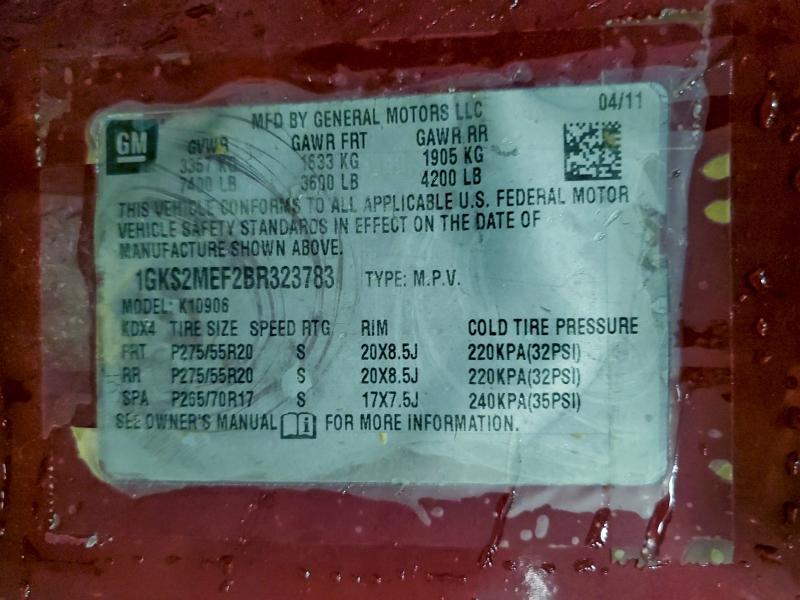 MFD BY GENERAL MOTORS LLC 04/11
GM
GVWR GAWR FRT GAWR RR
3357 KG 1633 KG 1905 KG
7400 LB 3600 LB 4200 LB
THIS VEHICLE CONFORMS TO ALL APPLICABLE U.S. FEDERAL MOTOR
VEHICLE SAFETY STANDARDS IN EFFECT ON THE DATE OF
MANUFACTURE SHOWN ABOVE.
1GKS2MEF2BR323783 TYPE: M.P.V.
MODEL: K10906
KDX4 TIRE SIZE SPEED RTG RIM COLD TIRE PRESSURE
FRT P275/55R20 S 20X8.5J 220KPA(32PSI)
RR P275/55R20 S 20X8.5J 220KPA(32PSI)
SPA P265/70R17 S 17X7.5J 240KPA(35PSI)
SEE OWNER'S MANUAL FOR MORE INFORMATION.